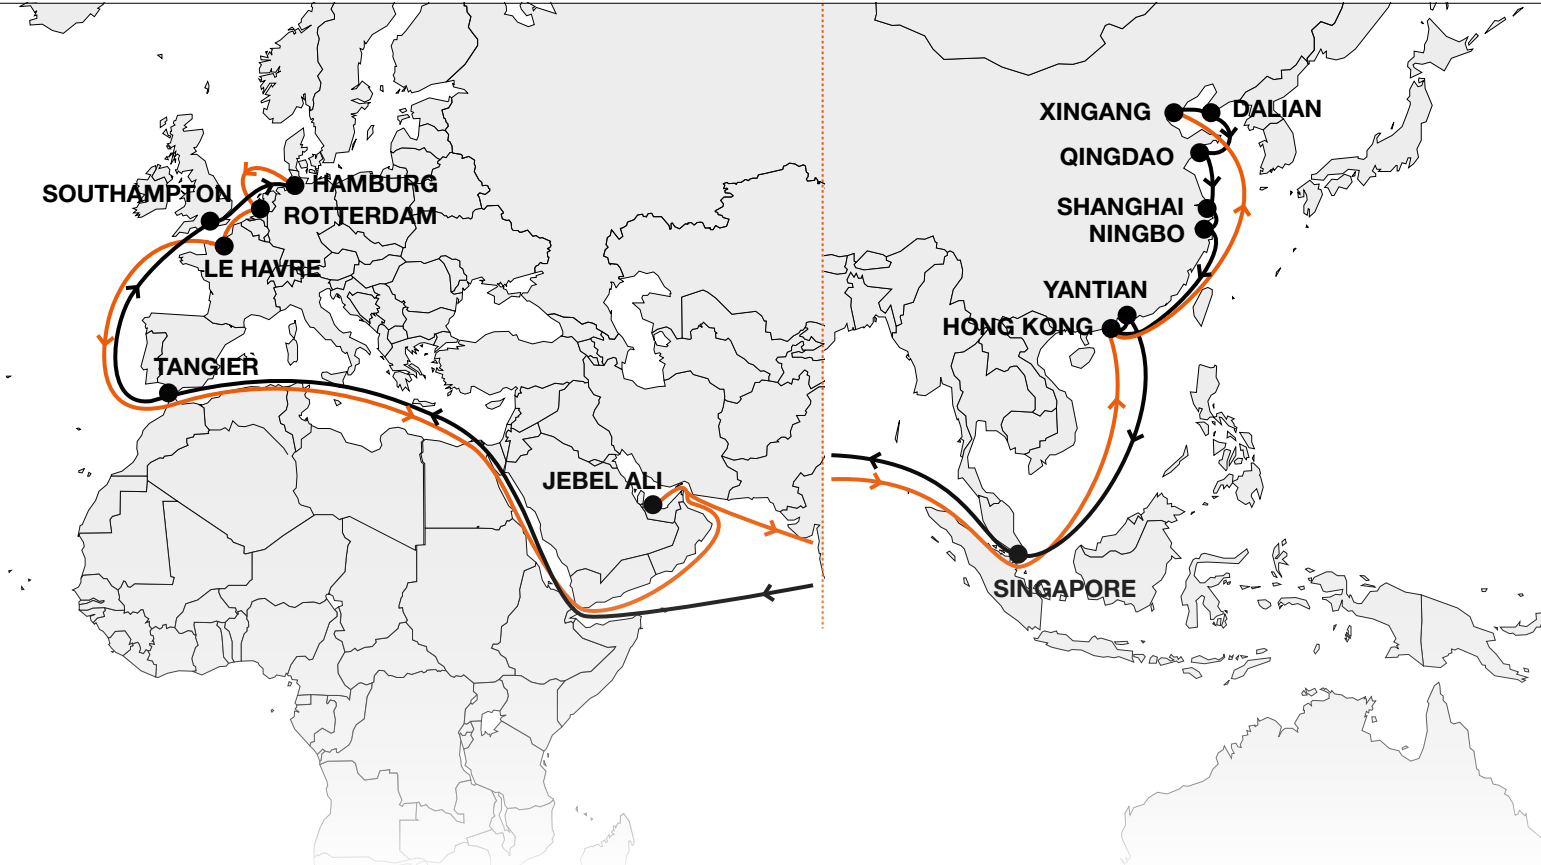 SOUTHAMPTON
HAMBURG
ROTTERDAM
LE HAVRE
TANGIER
JEBEL ALI
XINGANG
DALIAN
QINGDAO
SHANGHAI
NINGBO
YANTIAN
HONG KONG
SINGAPORE